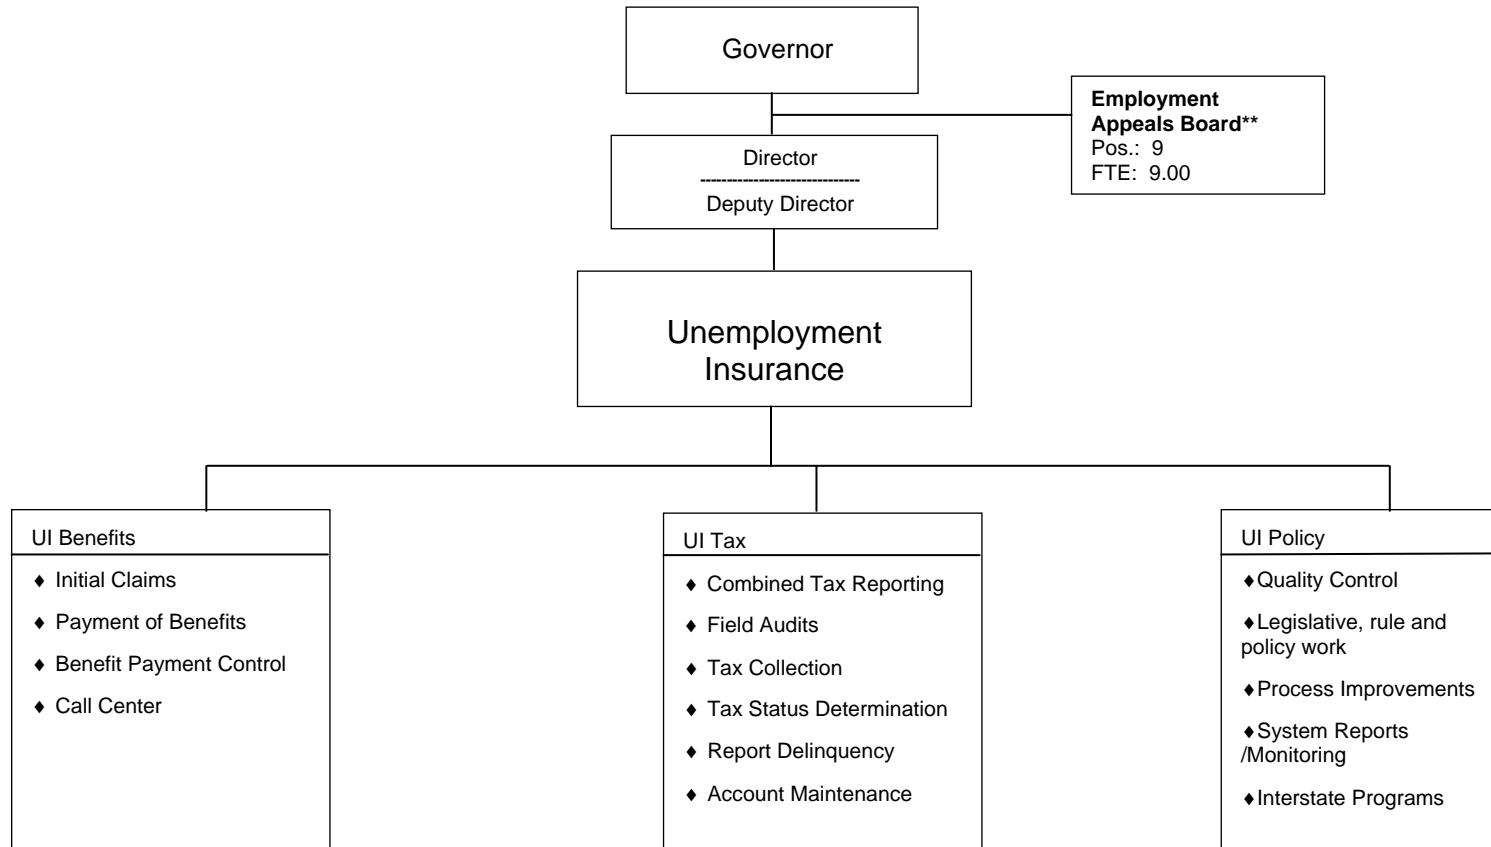 Governor
Employment
Appeals Board**
Pos.: 9
FTE: 9.00
Director
------------------------------
Deputy Director
Unemployment
Insurance
UI Benefits
♦ Initial Claims
♦ Payment of Benefits
♦ Benefit Payment Control
♦ Call Center
UI Tax
♦ Combined Tax Reporting
♦ Field Audits
♦ Tax Collection
♦ Tax Status Determination
♦ Report Delinquency
♦ Account Maintenance
UI Policy
♦Quality Control
♦Legislative, rule and
policy work
♦Process Improvements
♦System Reports
/Monitoring
♦Interstate Programs